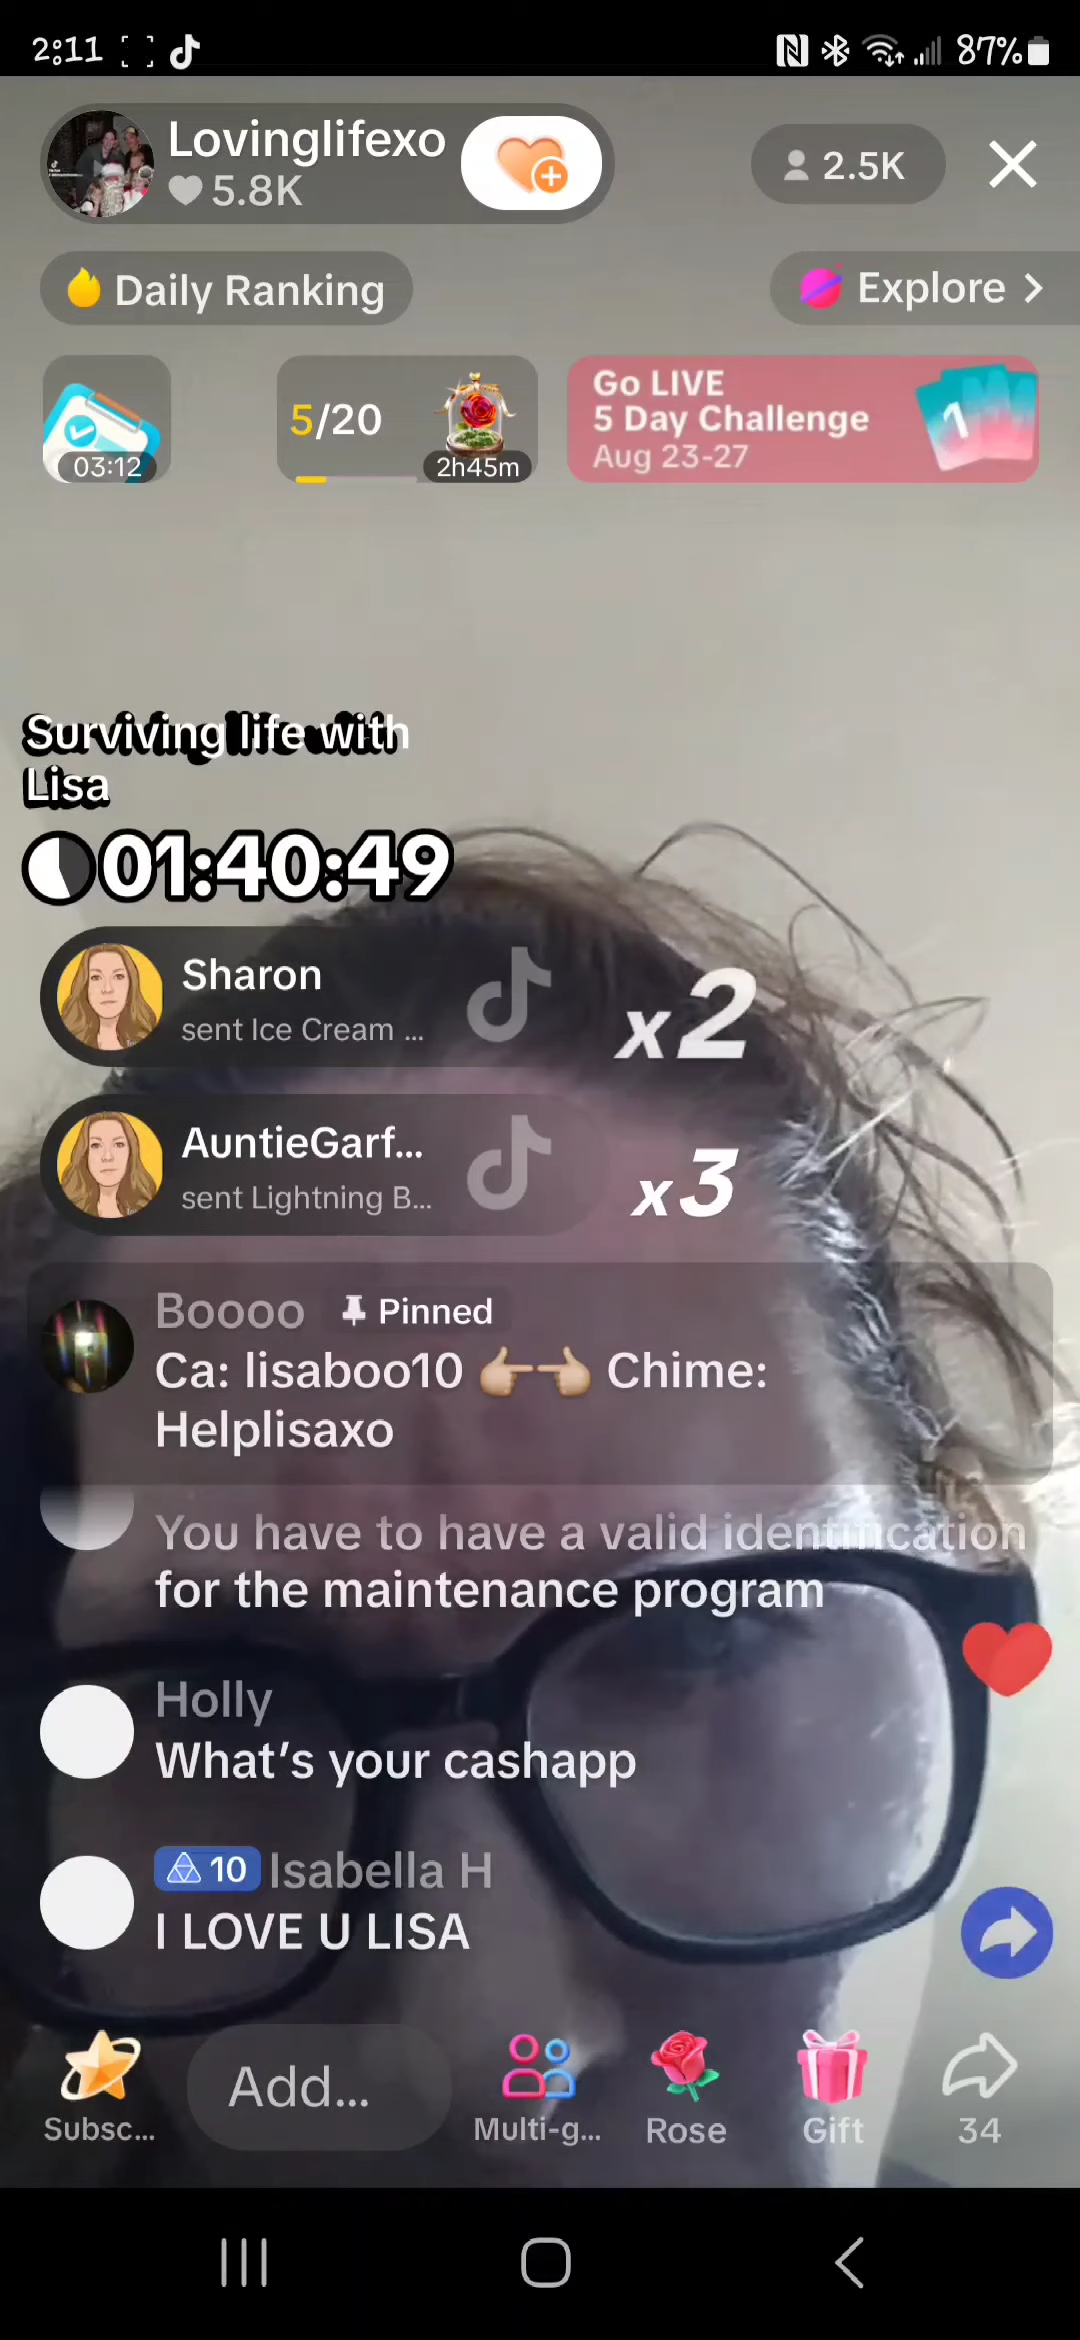 2:11
87%
Lovinglifexo
5.8K
2.5K
Daily Ranking
Explore
03:12
5/20
2h45m
Go LIVE
5 Day Challenge
Aug 23-27
1
Surviving life with
Lisa
01:40:49
Sharon
sent Ice Cream ...
x2
AuntieGarf...
sent Lightning B...
x3
Boooo Pinned
Ca: lisaboo10 👉👈 Chime:
Helplisaxo
You have to have a valid identification
for the maintenance program
Holly
What's your cashapp
10 Isabella H
I LOVE U LISA
Subsc...
Add...
Multi-g...
Rose
Gift
34